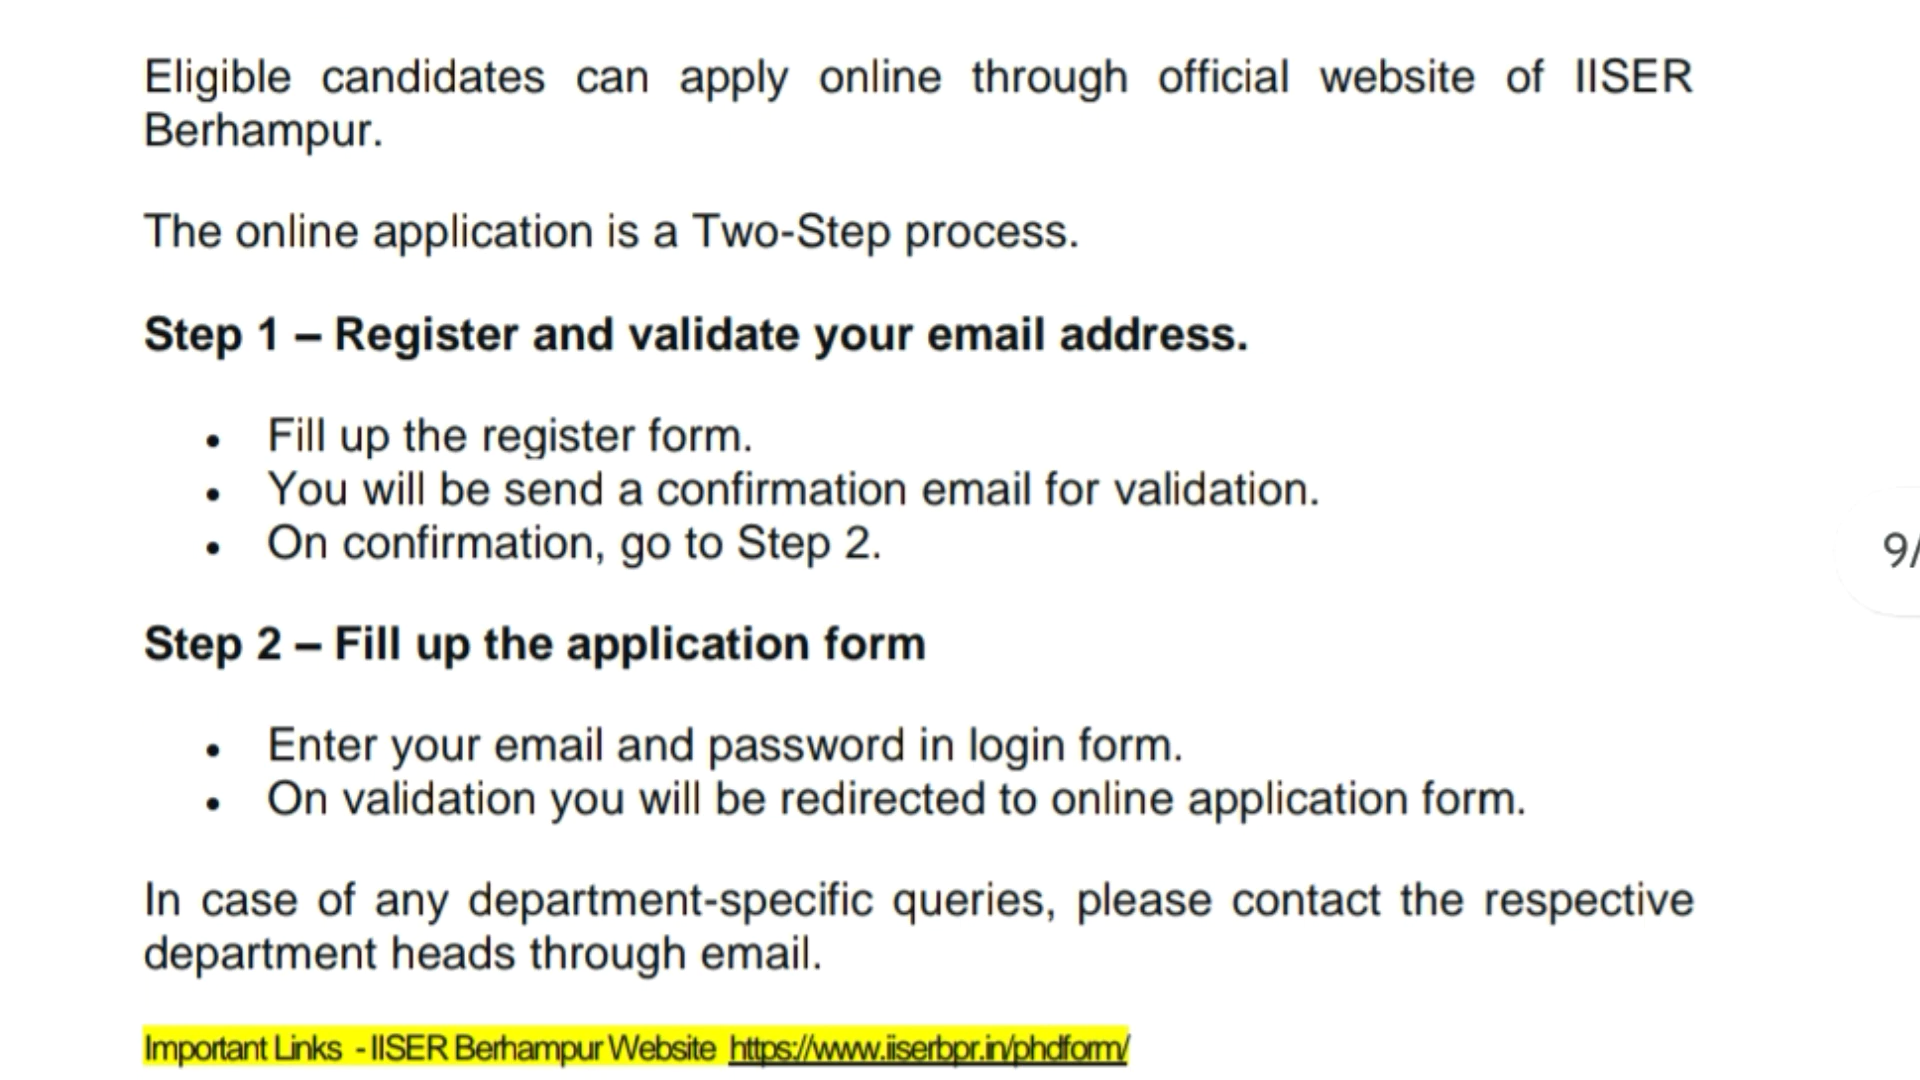 Eligible candidates can apply online through official website of IISER
Berhampur.
The online application is a Two-Step process.
Step 1 – Register and validate your email address.
• Fill up the register form.
• You will be send a confirmation email for validation.
• On confirmation, go to Step 2.
9/
Step 2 – Fill up the application form
• Enter your email and password in login form.
• On validation you will be redirected to online application form.
In case of any department-specific queries, please contact the respective
department heads through email.
Important Links - IISER Berhampur Website https://www.iiserbpr.in/phdform/